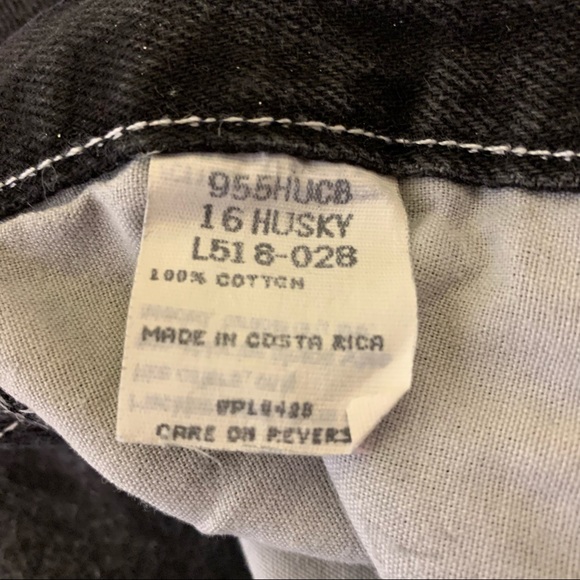 955HUCB
16 HUSKY
L518-028
100% COTTON
MADE IN COSTA RICA
CARE ON REVERS